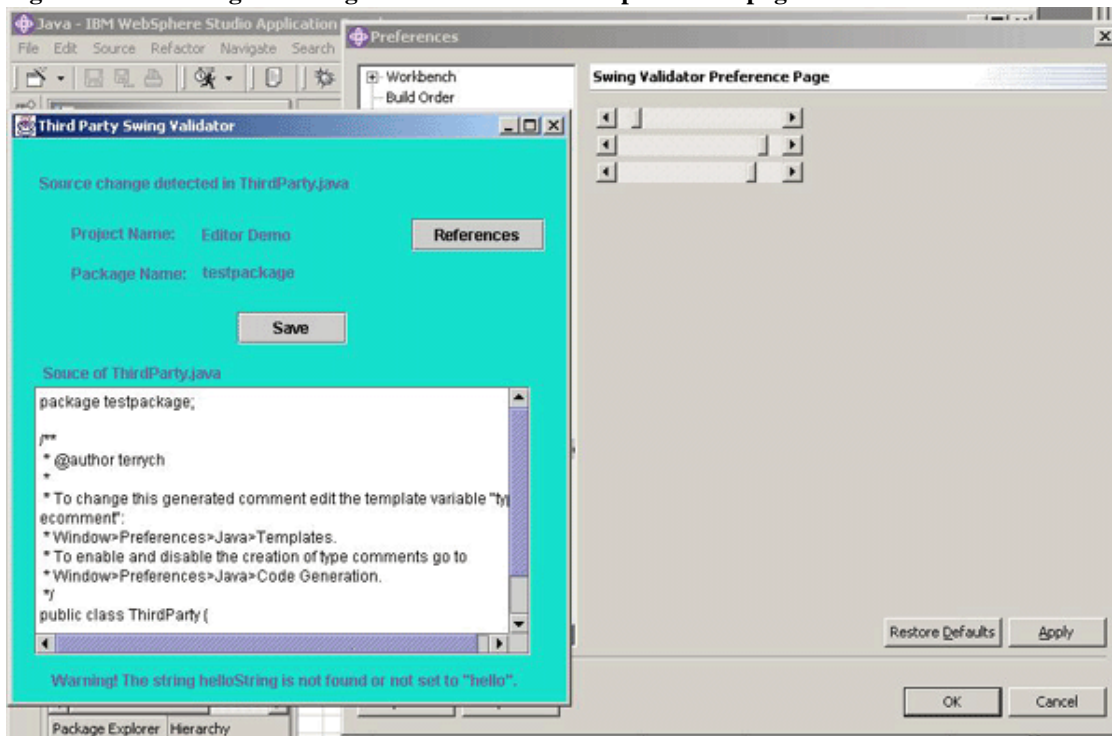 Java - IBM WebSphere Studio Application
Preferences
File Edit Source Refactor Navigate Search
Workbench
Build Order
Swing Validator Preference Page
Third Party Swing Validator
Source change detected in ThirdParty.java
Project Name: Editor Demo
References
Package Name: testpackage
Save
Souce of ThirdParty.java
package testpackage;
/**
* @author terrych
*
* To change this generated comment edit the template variable "typ
ecomment":
* Window>Preferences>Java>Templates.
* To enable and disable the creation of type comments go to
* Window>Preferences>Java>Code Generation.
*/
public class ThirdParty {
Warning! The string helloString is not found or not set to "hello".
Restore Defaults
Apply
OK
Cancel
Package Explorer Hierarchy